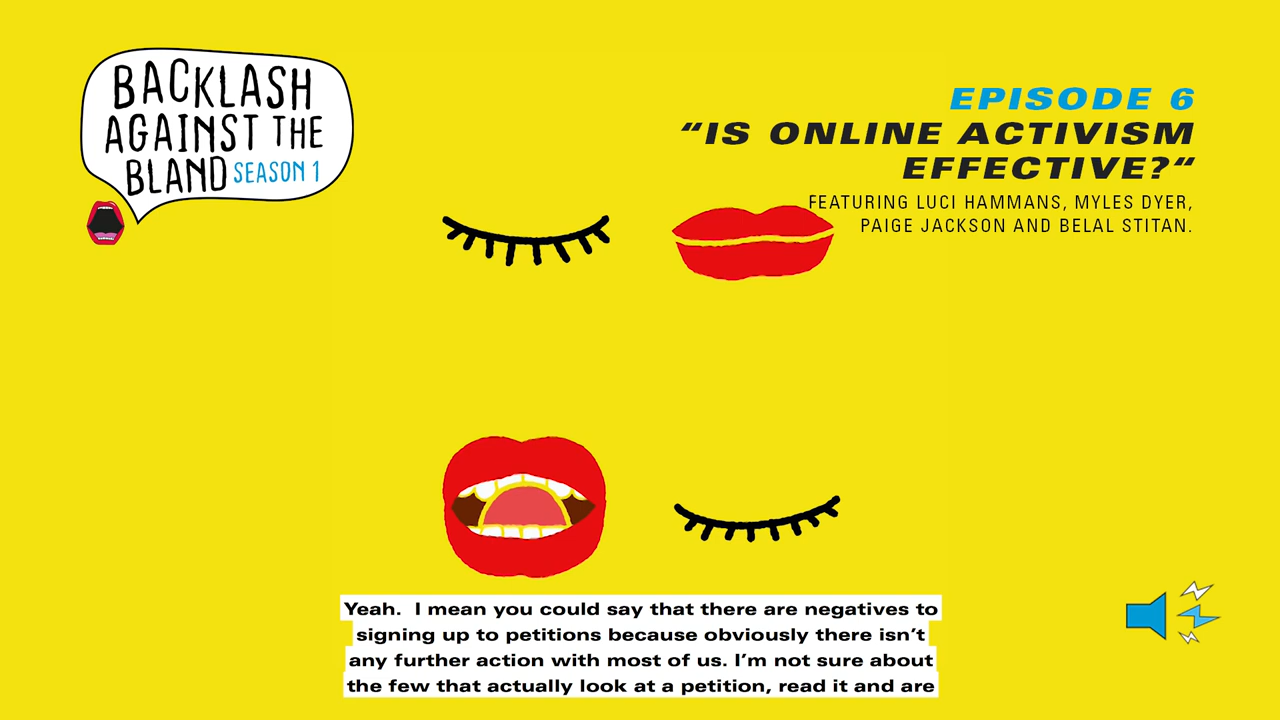 BACKLASH
AGAINST THE
BLAND SEASON 1
EPISODE 6
“IS ONLINE ACTIVISM
EFFECTIVE?“
FEATURING LUCI HAMMANS, MYLES DYER,
PAIGE JACKSON AND BELAL STITAN.
Yeah.  I mean you could say that there are negatives to
signing up to petitions because obviously there isn’t
any further action with most of us. I’m not sure about
the few that actually look at a petition, read it and are